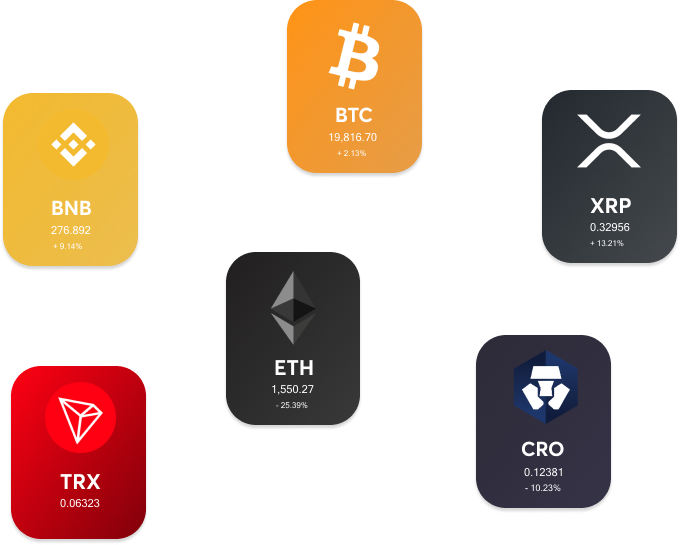 BTC
19,816.70
+ 2.13%
BNB
276.892
+ 9.14%
XRP
0.32956
+ 13.21%
ETH
1,550.27
- 25.39%
CRO
0.12381
- 10.23%
TRX
0.06323